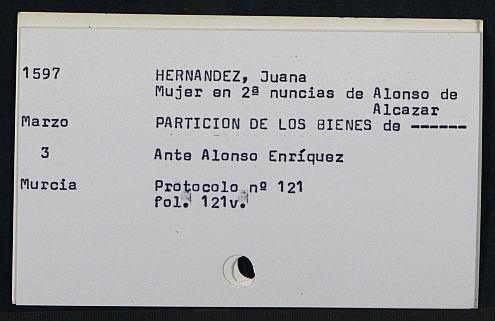 1597 HERNANDEZ, Juana
Mujer en 2ª nuncias de Alonso de
Alcazar
Marzo PARTICION DE LOS BIENES de ------
3 Ante Alonso Enríquez
Murcia Protocolo nº 121
fol. 121v.